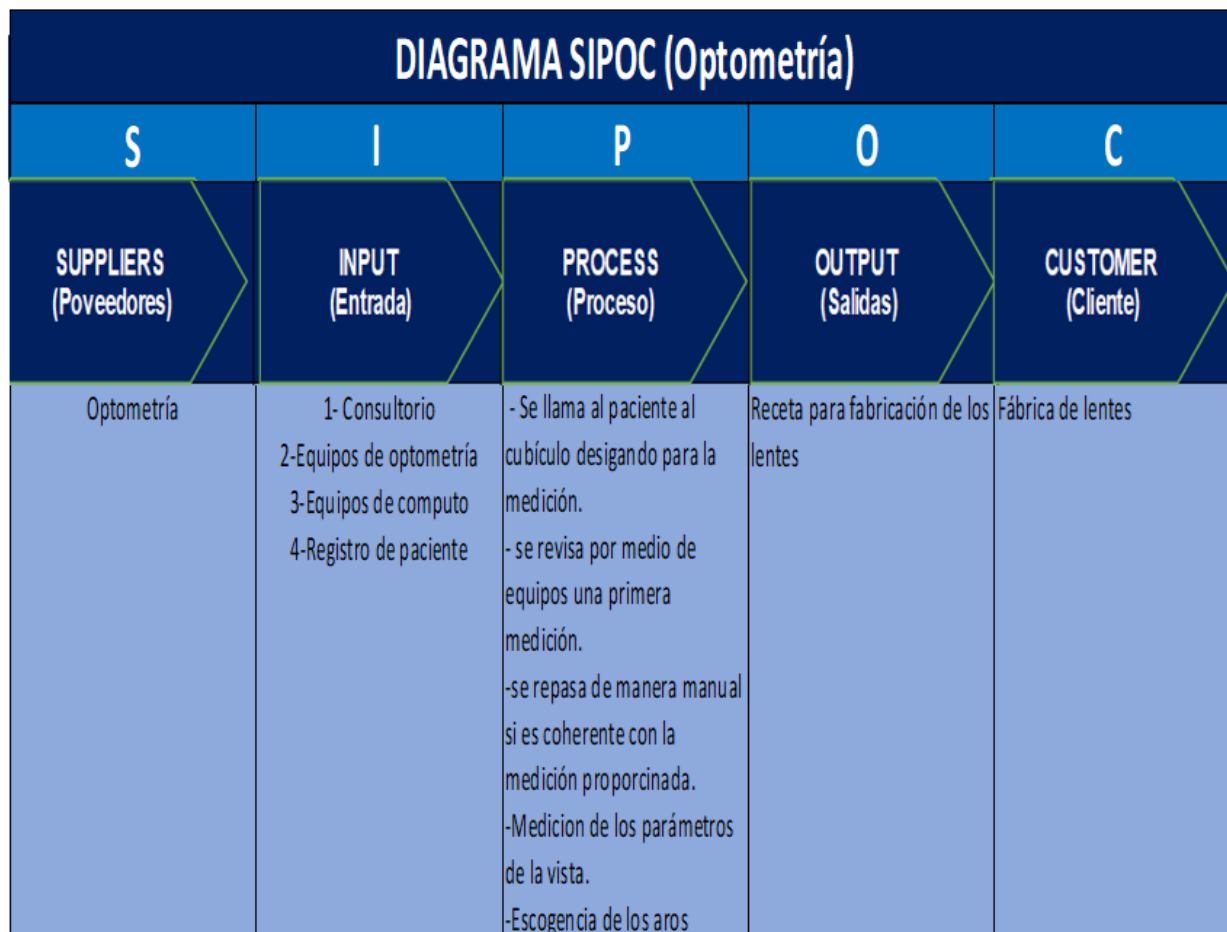 DIAGRAMA SIPOC (Optometría)
S
I
P
O
C
SUPPLIERS
(Poveedores)
INPUT
(Entrada)
PROCESS
(Proceso)
OUTPUT
(Salidas)
CUSTOMER
(Cliente)
Optometría
1- Consultorio
2-Equipos de optometría
3-Equipos de computo
4-Registro de paciente
- Se llama al paciente al
cubículo desigando para la
medición.
- se revisa por medio de
equipos una primera
medición.
-se repasa de manera manual
si es coherente con la
medición proporcinada.
-Medicion de los parámetros
de la vista.
-Escogencia de los aros
Receta para fabricación de los
lentes
Fábrica de lentes